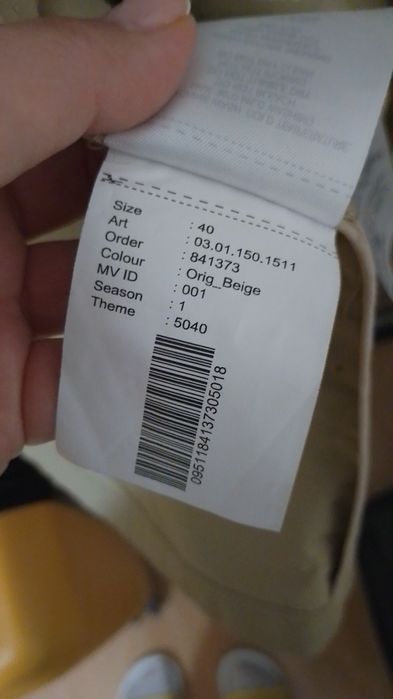 Size : 40
Art : 03.01.150.1511
Order : 841373
Colour : Orig_Beige
MV ID : 001
Season : 1
Theme : 5040
0951184137305018